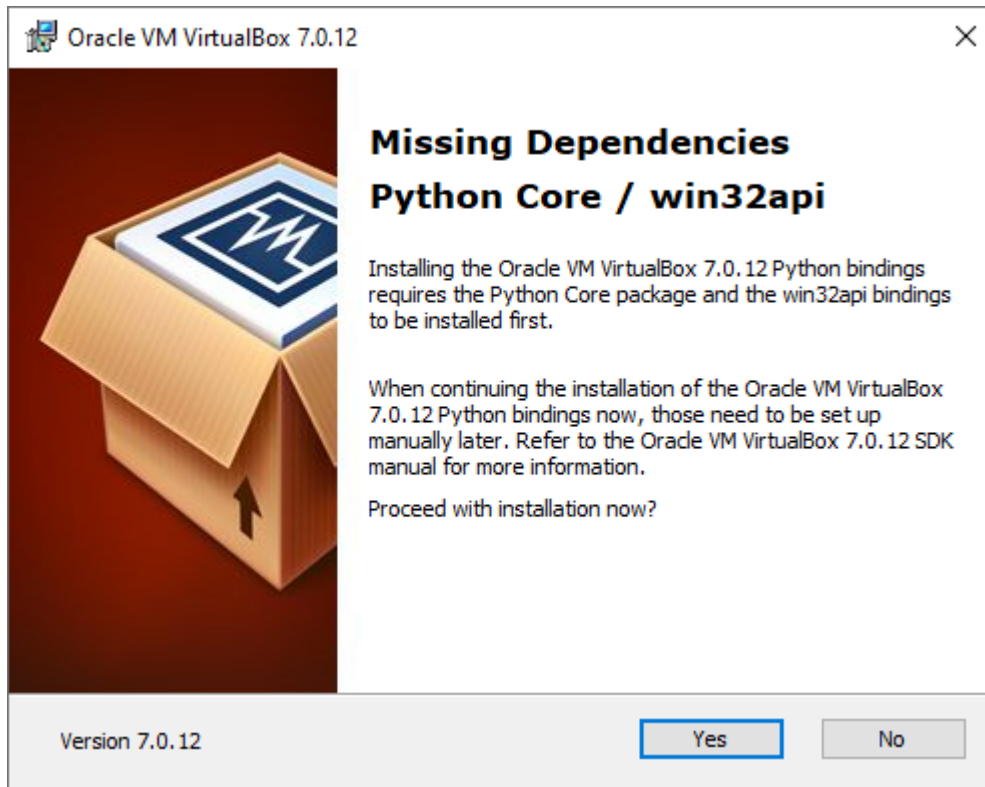 Oracle VM VirtualBox 7.0.12
Missing Dependencies
Python Core / win32api
Installing the Oracle VM VirtualBox 7.0.12 Python bindings
requires the Python Core package and the win32api bindings
to be installed first.
When continuing the installation of the Oracle VM VirtualBox
7.0.12 Python bindings now, those need to be set up
manually later. Refer to the Oracle VM VirtualBox 7.0.12 SDK
manual for more information.
Proceed with installation now?
Version 7.0.12
Yes
No